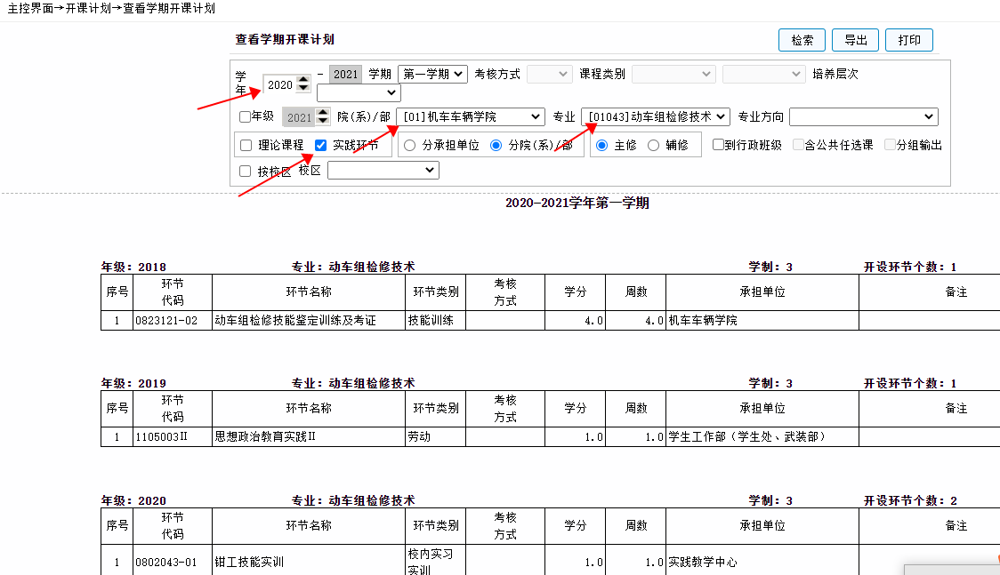 主控界面→开课计划→查看学期开课计划
查看学期开课计划 检索 导出 打印
学年 2020 - 2021 学期 第一学期 考核方式 课程类别 培养层次
年级 2021 院(系)/部 [01]机车车辆学院 专业 [01043]动车组检修技术 专业方向
理论课程 实践环节 分承担单位 分院(系)/部 主修 辅修 到行政班级 含公共任选课 分组输出
按校区 校区
2020-2021学年第一学期
年级：2018 专业：动车组检修技术 学制：3 开设环节个数：1
序号 环节代码 环节名称 环节类别 考核方式 学分 周数 承担单位 备注
1 0823121-02 动车组检修技能鉴定训练及考证 技能训练 4.0 4.0 机车车辆学院
年级：2019 专业：动车组检修技术 学制：3 开设环节个数：1
序号 环节代码 环节名称 环节类别 考核方式 学分 周数 承担单位 备注
1 1105003Ⅱ 思想政治教育实践Ⅱ 劳动 1.0 1.0 学生工作部（学生处、武装部）
年级：2020 专业：动车组检修技术 学制：3 开设环节个数：2
序号 环节代码 环节名称 环节类别 考核方式 学分 周数 承担单位 备注
1 0802043-01 钳工技能实训 校内实习实训 1.0 1.0 实践教学中心